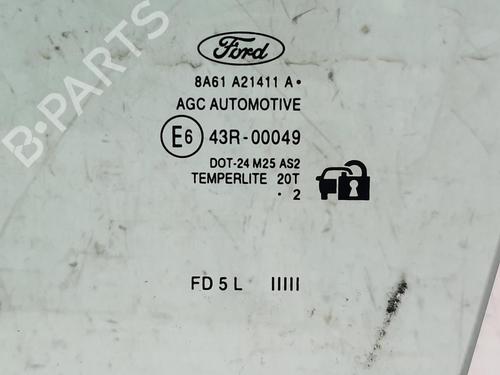 Ford
8A61 A21411 A •
AGC AUTOMOTIVE
E6 43R-00049
DOT-24 M25 AS2
TEMPERLITE 20T
• 2
FD 5 L IIIII
B-PARTS